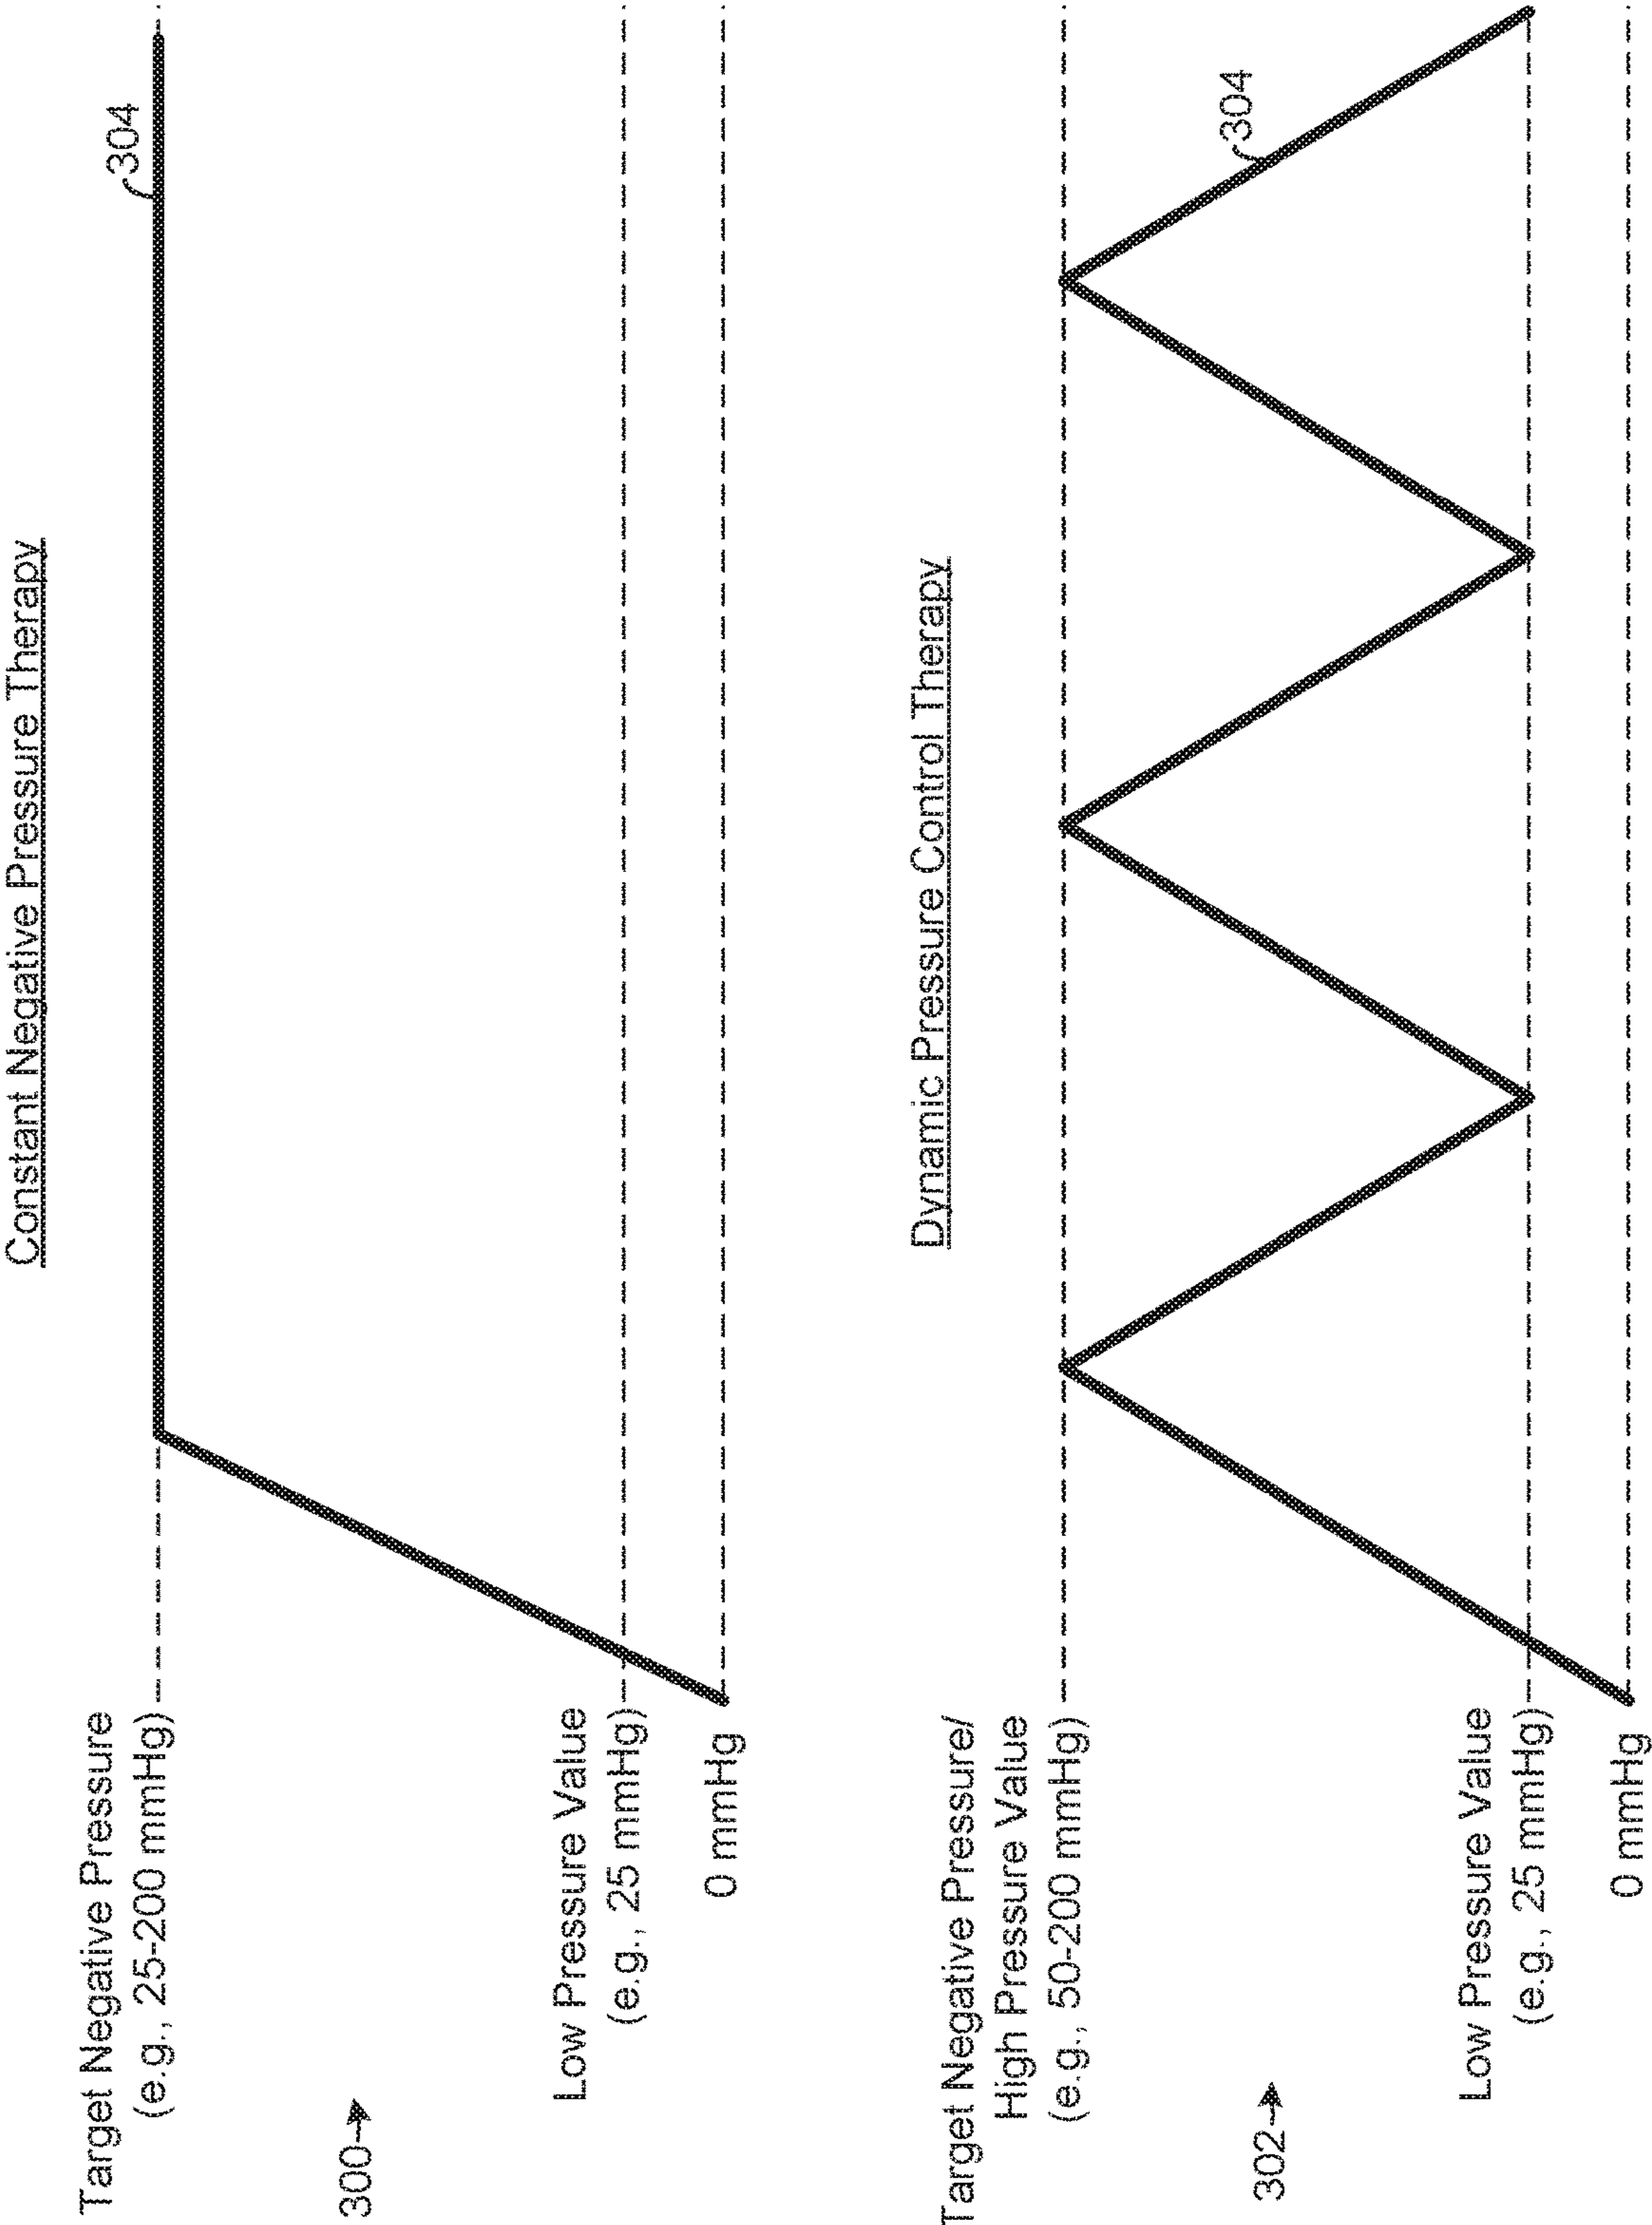 Constant Negative Pressure Therapy
Target Negative Pressure
(e.g., 25-200 mmHg)
304
300
Low Pressure Value
(e.g., 25 mmHg)
0 mmHg
Dynamic Pressure Control Therapy
Target Negative Pressure/
High Pressure Value
(e.g., 50-200 mmHg)
304
302
Low Pressure Value
(e.g., 25 mmHg)
0 mmHg